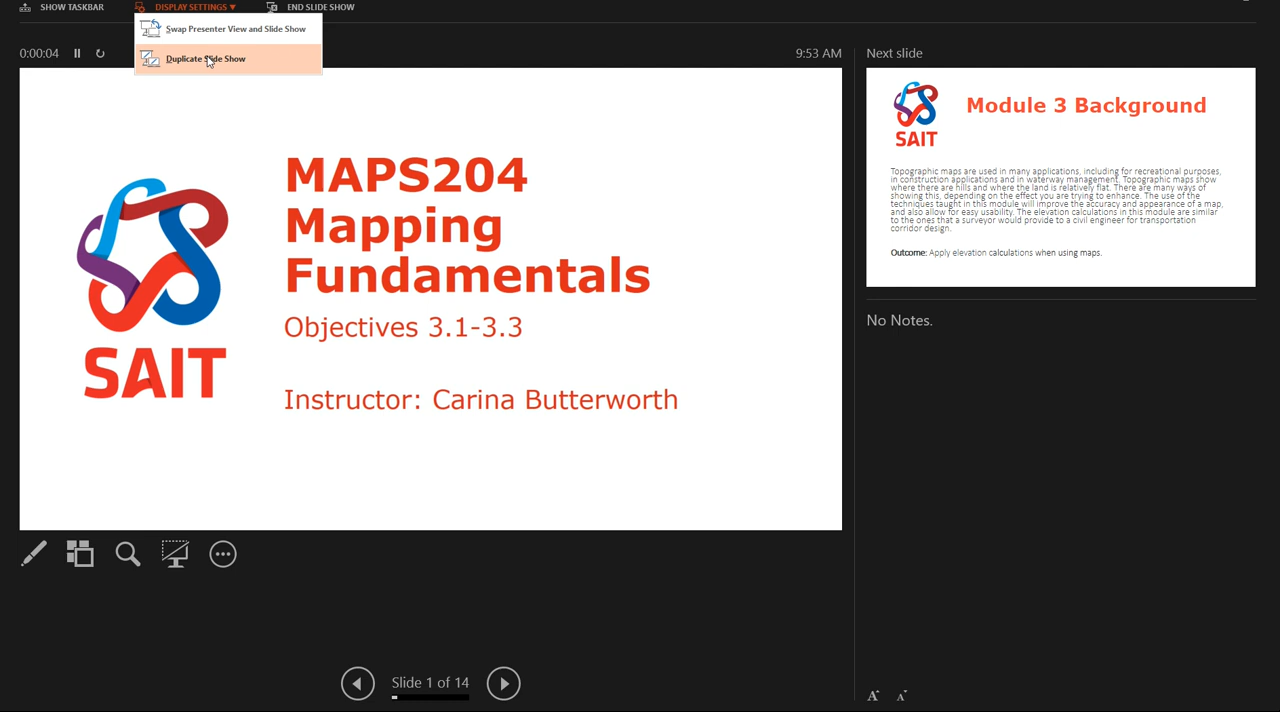 SHOW TASKBAR
DISPLAY SETTINGS ▼
END SLIDE SHOW
Swap Presenter View and Slide Show
Duplicate Slide Show
0:00:04
9:53 AM
SAIT
MAPS204
Mapping
Fundamentals
Objectives 3.1-3.3
Instructor: Carina Butterworth
Slide 1 of 14
Next slide
SAIT
Module 3 Background
Topographic maps are used in many applications, including for recreational purposes,
in construction applications and in waterway management. Topographic maps show
where there are hills and where the land is relatively flat. There are many ways of
showing this, depending on the effect you are trying to enhance. The use of the
techniques taught in this module will improve the accuracy and appearance of a map,
and also allow for easy usability. The elevation calculations in this module are similar
to the ones that a surveyor would provide to a civil engineer for transportation
corridor design.
Outcome: Apply elevation calculations when using maps.
No Notes.
A A